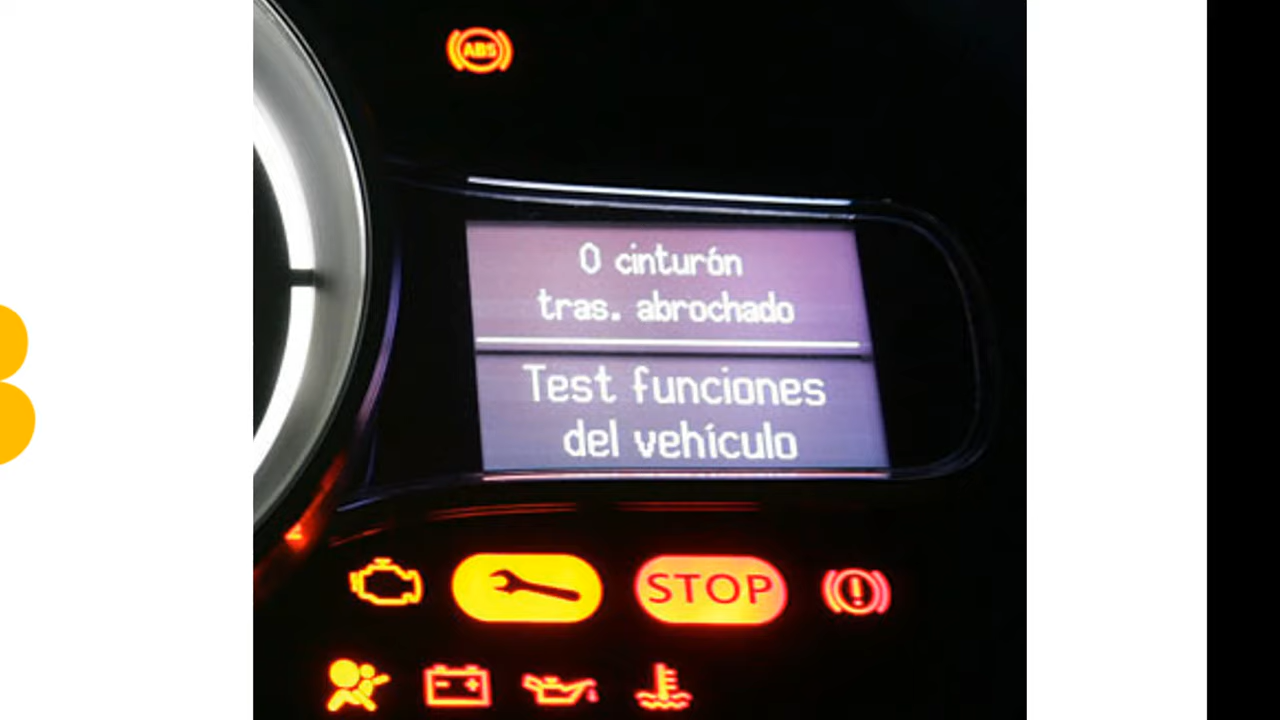 ABS
0 cinturón
tras. abrochado
Test funciones
del vehículo
STOP